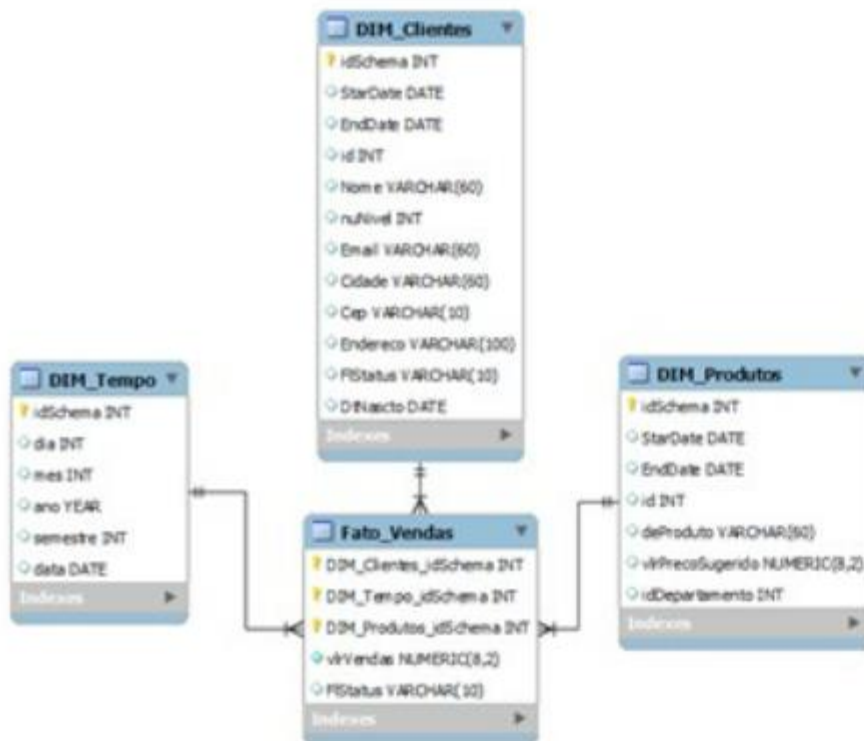 DIM_Clientes
idSchema INT
StarDate DATE
EndDate DATE
id INT
Nome VARCHAR(60)
nuNivel INT
Email VARCHAR(60)
Cidade VARCHAR(60)
Cep VARCHAR(10)
Endereco VARCHAR(100)
FlStatus VARCHAR(10)
DtNascto DATE
Indexes
DIM_Tempo
idSchema INT
dia INT
mes INT
ano YEAR
semestre INT
data DATE
Indexes
DIM_Produtos
idSchema INT
StarDate DATE
EndDate DATE
id INT
deProduto VARCHAR(60)
vlrPrecoSugerido NUMERIC(8,2)
idDepartamento INT
Indexes
Fato_Vendas
DIM_Clientes_idSchema INT
DIM_Tempo_idSchema INT
DIM_Produtos_idSchema INT
vlrVendas NUMERIC(8,2)
FlStatus VARCHAR(10)
Indexes